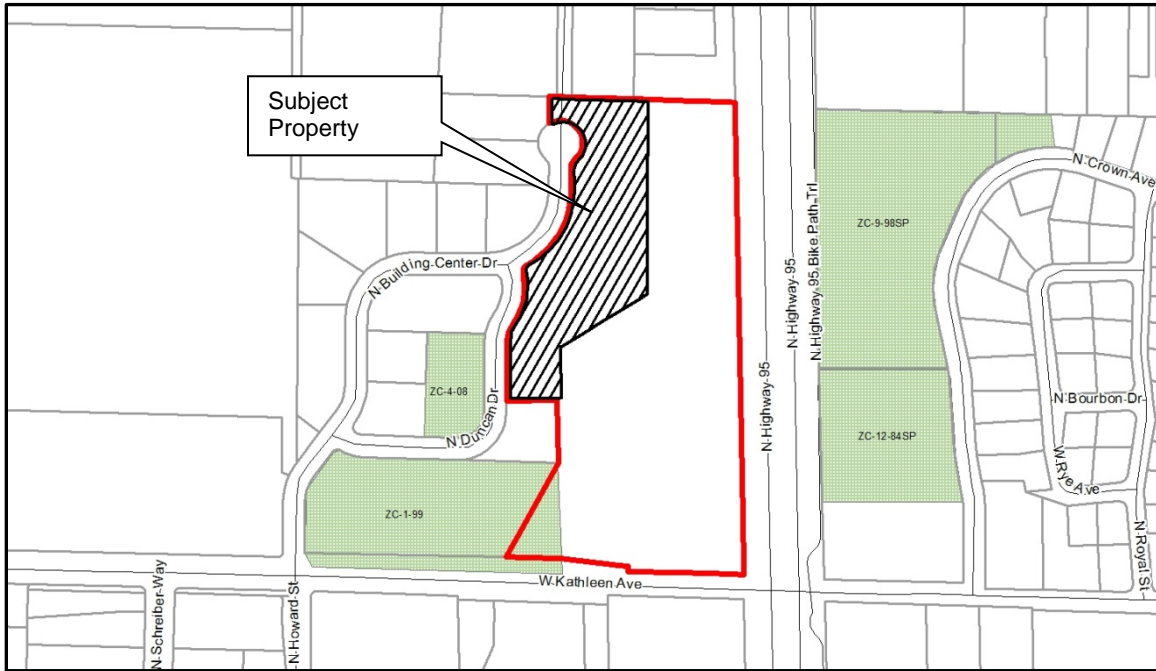 Subject
Property
N Crown Ave
ZC-9-98SP
N Highway 95 Bike Path Trl
N Highway 95
N Building Center Dr
ZC-4-08
N Highway 95
N Bourbon Dr
N Duncan Dr
ZC-12-84SP
W Rye Ave
ZC-1-99
N Royal St
W Kathleen Ave
N Schreiber Way
N Howard St